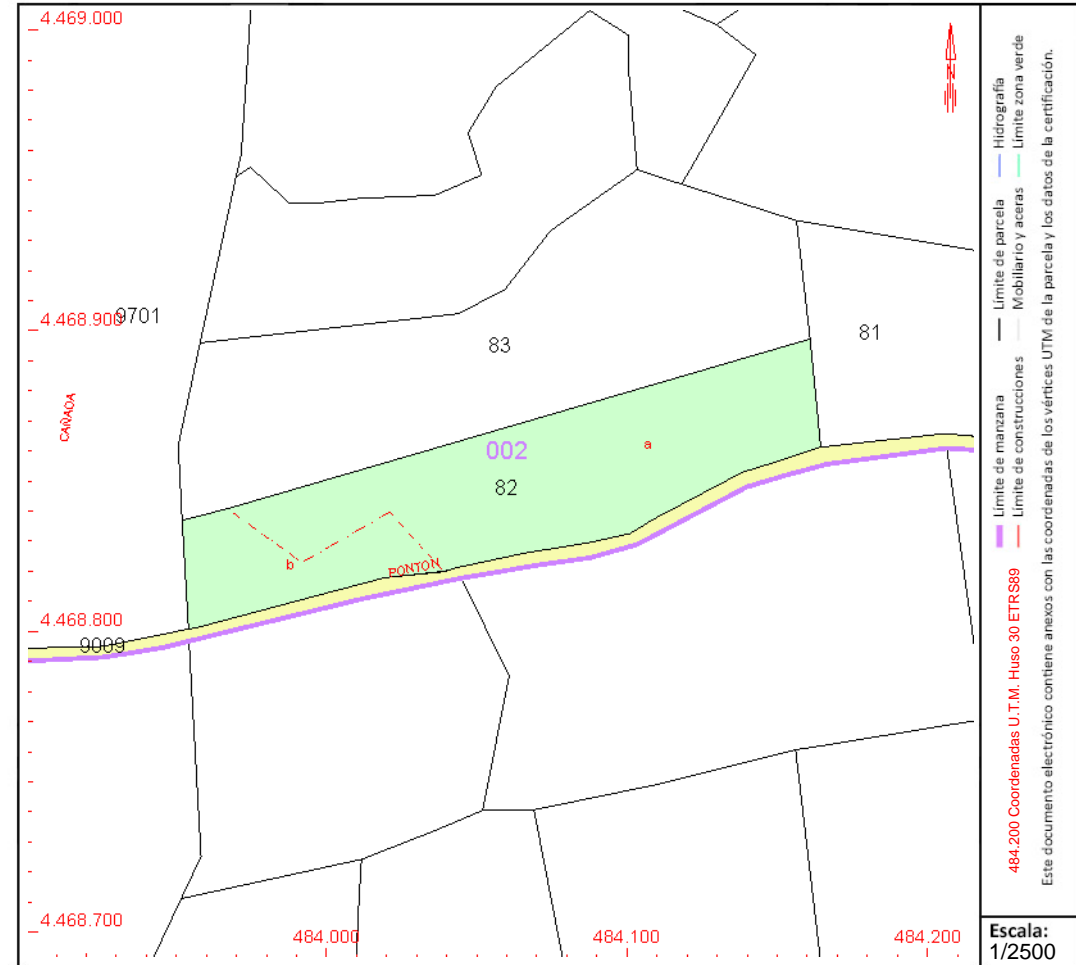 4.469.000
N
9701
4.468.900
83
81
CAÑADA
002
a
82
b
PONTON
4.468.800
9009
4.468.700
484.000
484.100
484.200
Límite de manzana
Límite de parcela
Hidrografía
Límite de construcciones
Mobiliario y aceras
Límite zona verde
484.200 Coordenadas U.T.M. Huso 30 ETRS89
Este documento electrónico contiene anexos con las coordenadas de los vértices UTM de la parcela y los datos de la certificación.
Escala:
1/2500